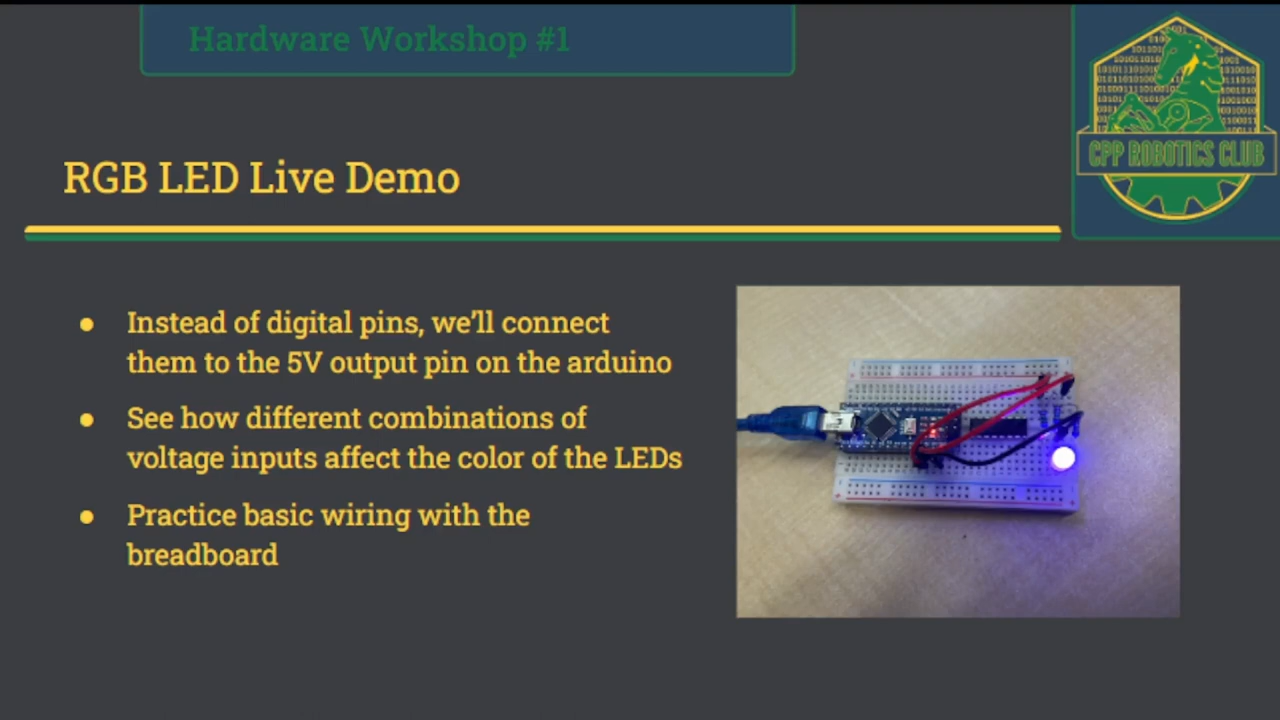 Hardware Workshop #1
CPP ROBOTICS CLUB
RGB LED Live Demo
● Instead of digital pins, we'll connect
them to the 5V output pin on the arduino
● See how different combinations of
voltage inputs affect the color of the LEDs
● Practice basic wiring with the
breadboard